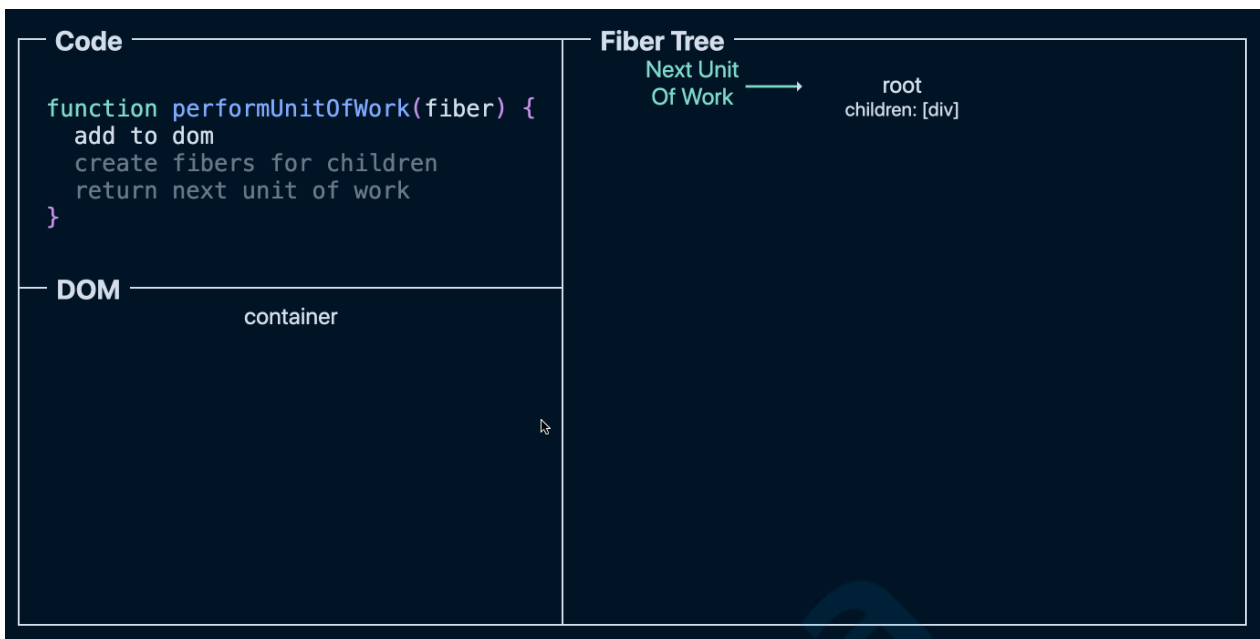 Code
function performUnitOfWork(fiber) {
add to dom
create fibers for children
return next unit of work
}
DOM
container
Fiber Tree
Next Unit
Of Work
root
children: [div]